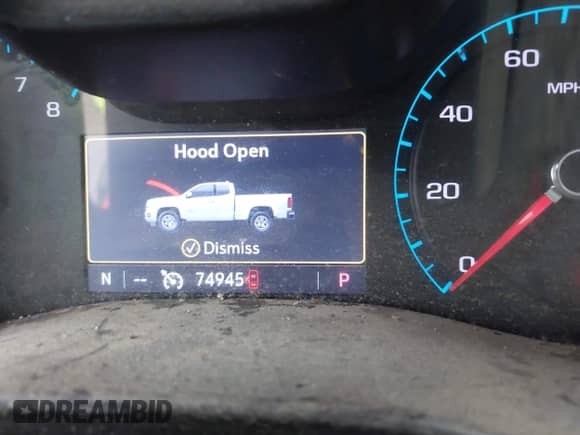 7
8
60
MPH
40
20
0
Hood Open
Dismiss
N -- 74945 P
DREAMBID